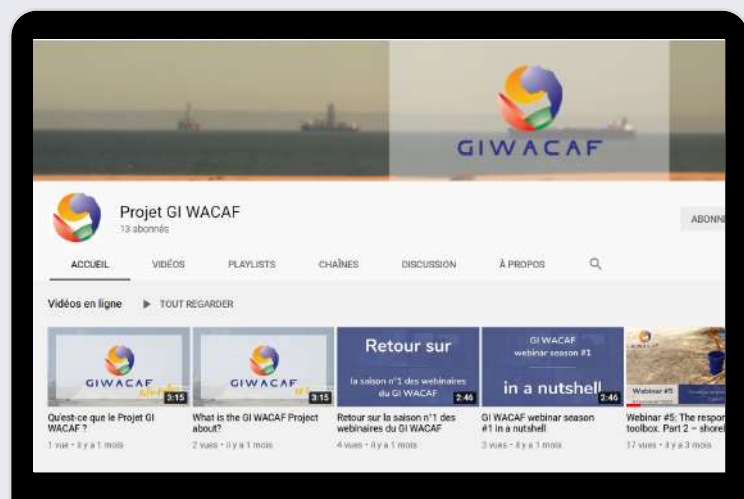 GIWACAF
Projet GI WACAF
13 abonnés
ABONN
ACCUEIL VIDÉOS PLAYLISTS CHAÎNES DISCUSSION À PROPOS
Vidéos en ligne TOUT REGARDER
GIWACAF
3:15
GIWACAF
3:15
Retour sur
la saison n°1 des webinaires
du GI WACAF
2:46
GI WACAF
webinar season #1
in a nutshell
2:46
Webinar #5
Qu'est-ce que le Projet GI
WACAF ?
1 vue • il y a 1 mois
What is the GI WACAF Project
about?
2 vues • il y a 1 mois
Retour sur la saison n°1 des
webinaires du GI WACAF
4 vues • il y a 1 mois
GI WACAF webinar season
#1 in a nutshell
3 vues • il y a 1 mois
Webinar #5: The respon
toolbox. Part 2 – shorel
17 vues • il y a 3 mois